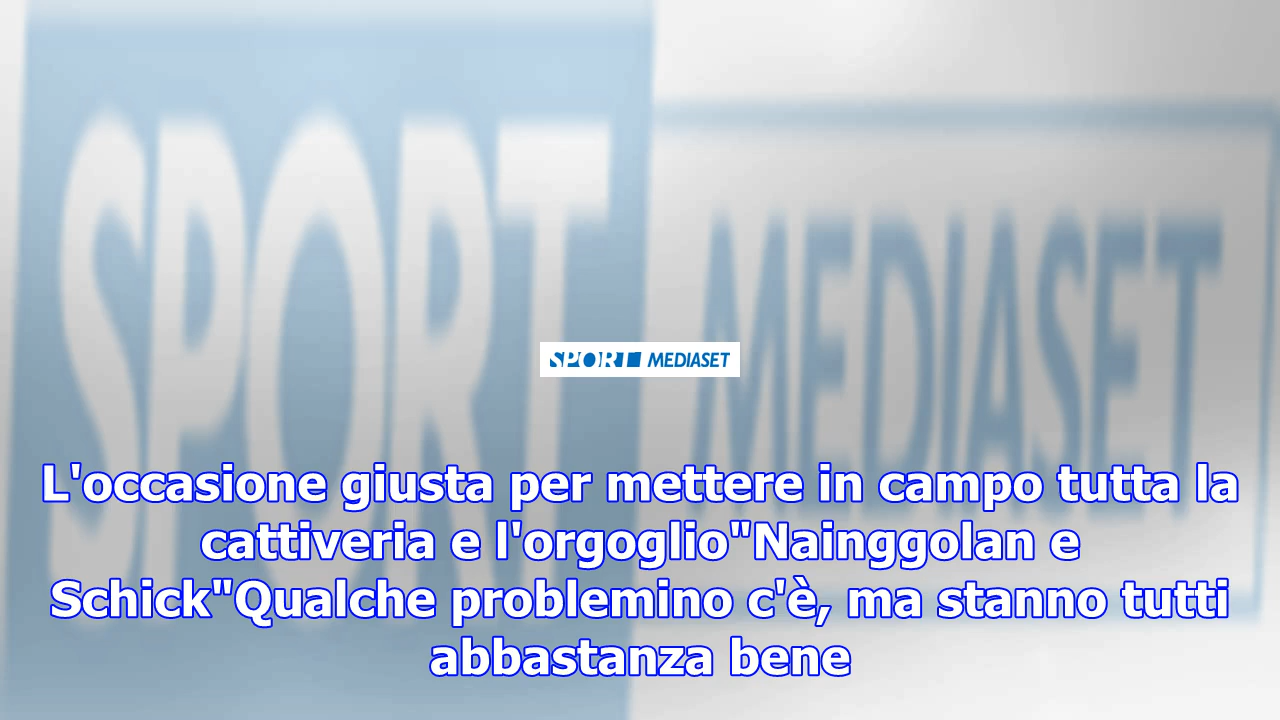 SPORT MEDIASET
SPORT MEDIASET
L'occasione giusta per mettere in campo tutta la
cattiveria e l'orgoglio"Nainggolan e
Schick"Qualche problemino c'è, ma stanno tutti
abbastanza bene